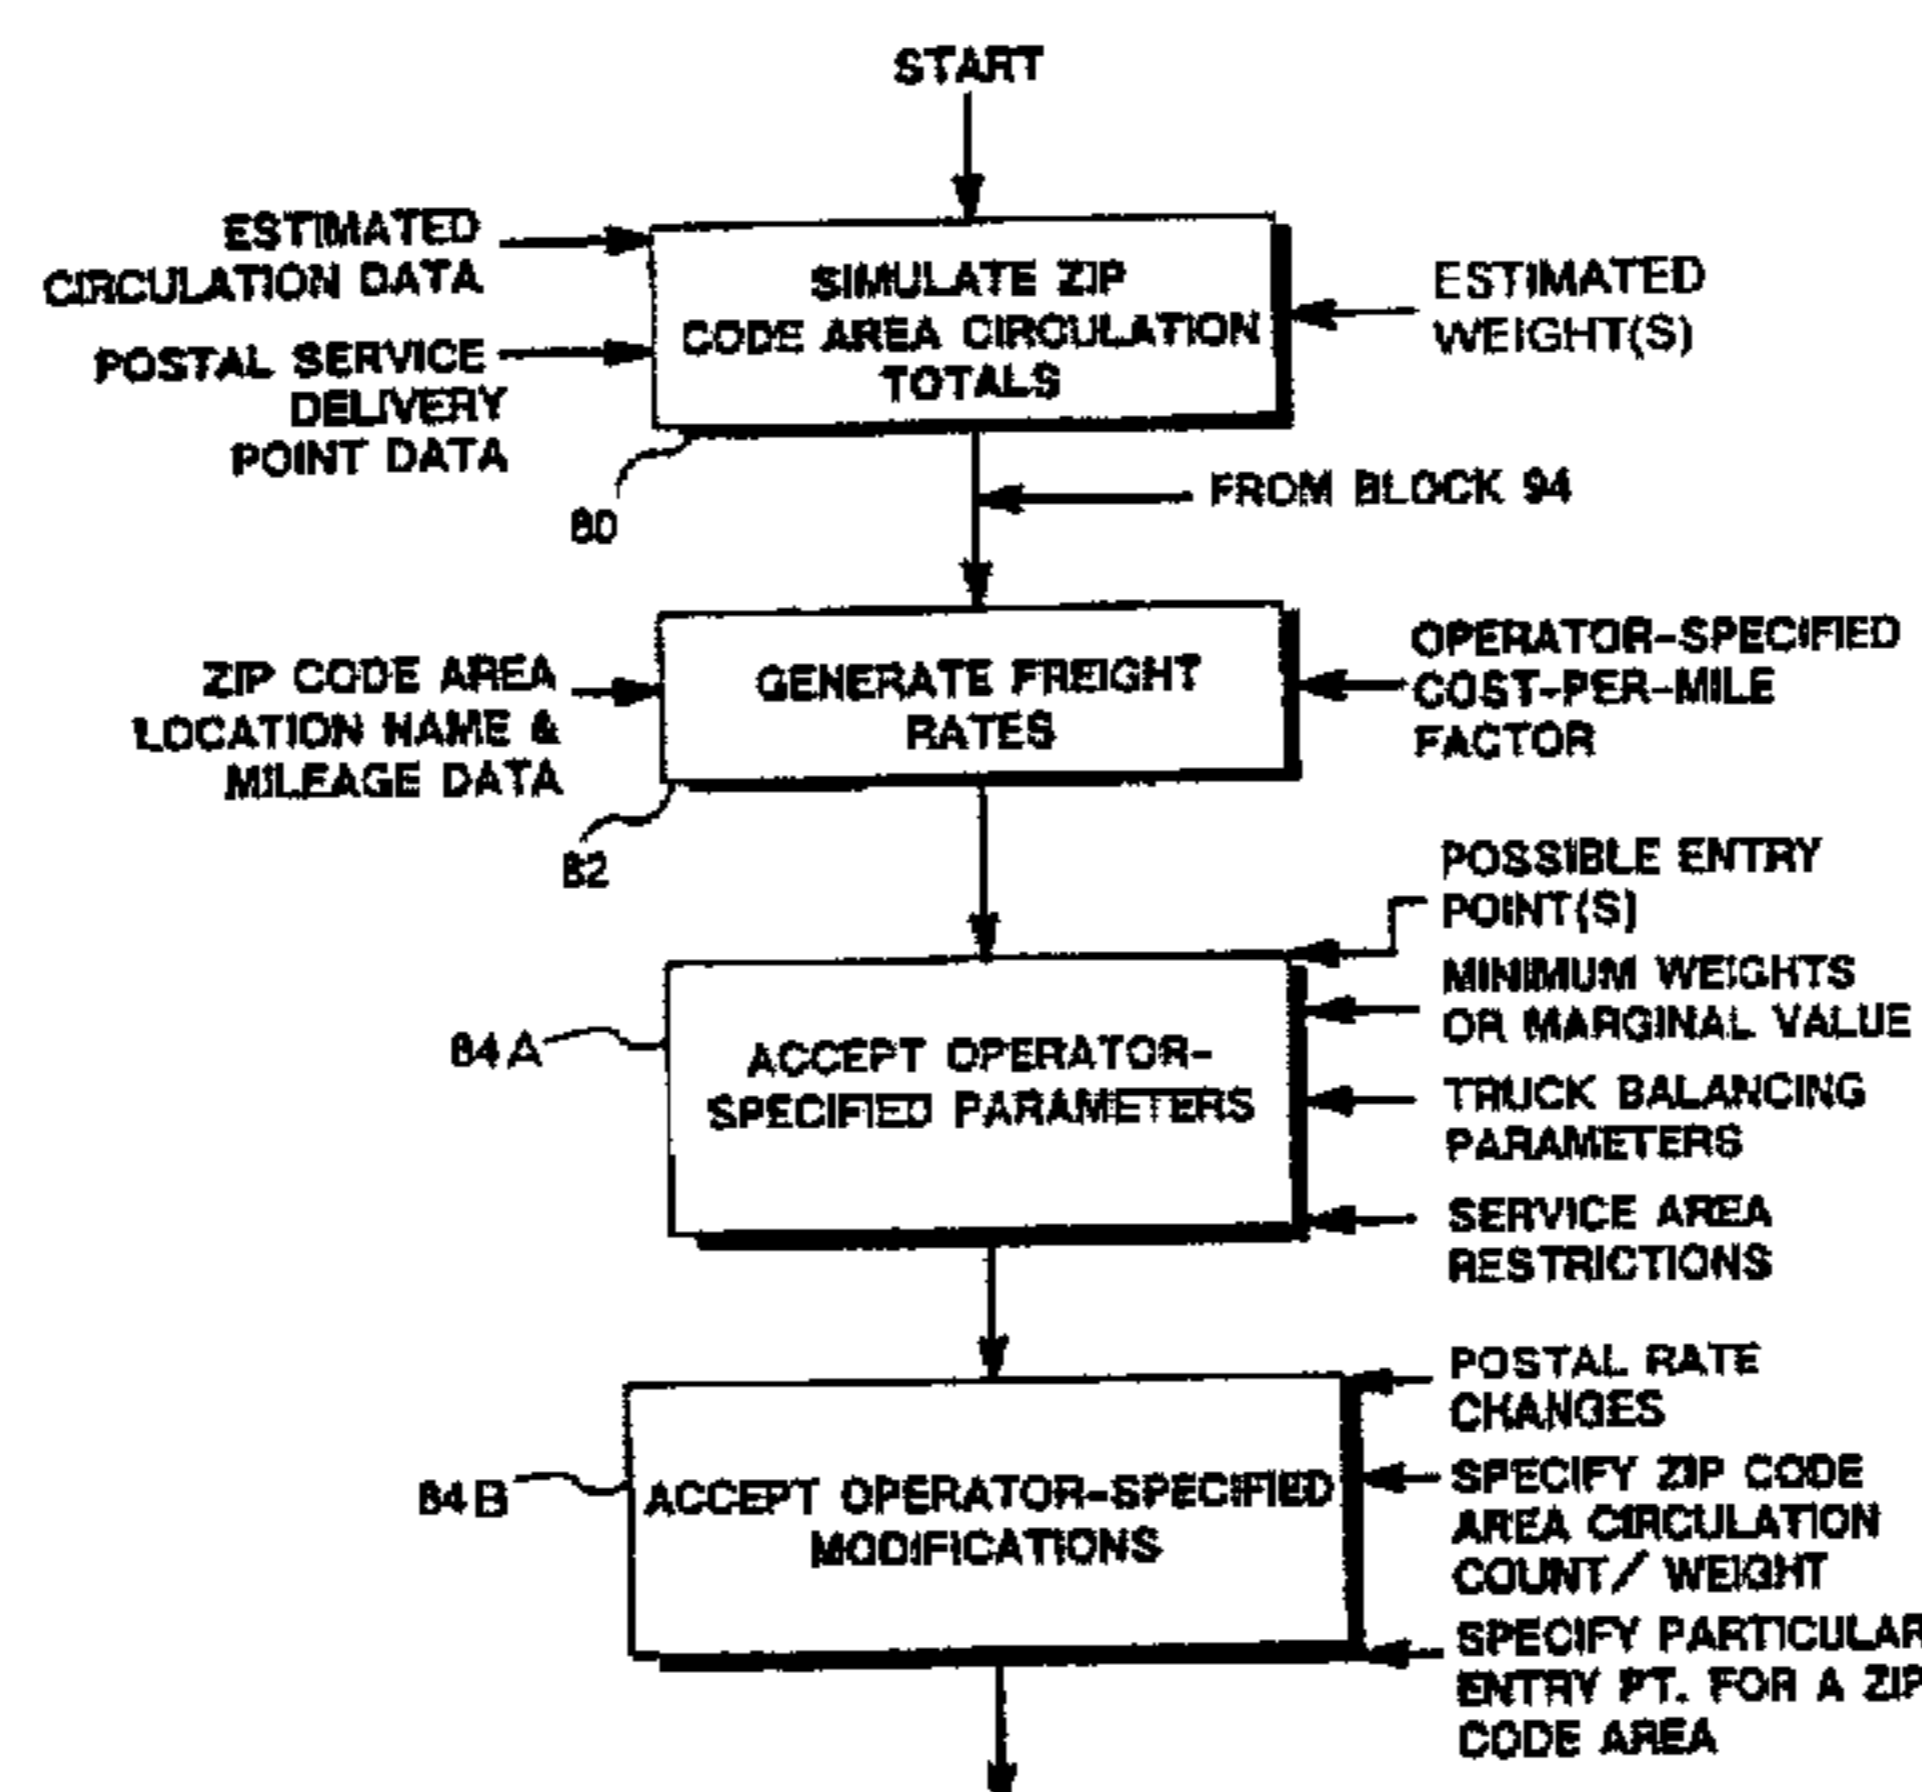 START
ESTIMATED
CIRCULATION DATA
POSTAL SERVICE
DELIVERY
POINT DATA
SIMULATE ZIP
CODE AREA CIRCULATION
TOTALS
ESTIMATED
WEIGHT(S)
80
FROM BLOCK 94
ZIP CODE AREA
LOCATION NAME &
MILEAGE DATA
GENERATE FREIGHT
RATES
OPERATOR-SPECIFIED
COST-PER-MILE
FACTOR
82
POSSIBLE ENTRY
POINT(S)
MINIMUM WEIGHTS
OR MARGINAL VALUE
84A
ACCEPT OPERATOR-
SPECIFIED PARAMETERS
TRUCK BALANCING
PARAMETERS
SERVICE AREA
RESTRICTIONS
POSTAL RATE
CHANGES
84B
ACCEPT OPERATOR-SPECIFIED
MODIFICATIONS
SPECIFY ZIP CODE
AREA CIRCULATION
COUNT/ WEIGHT
SPECIFY PARTICULAR
ENTRY PT. FOR A ZIP
CODE AREA